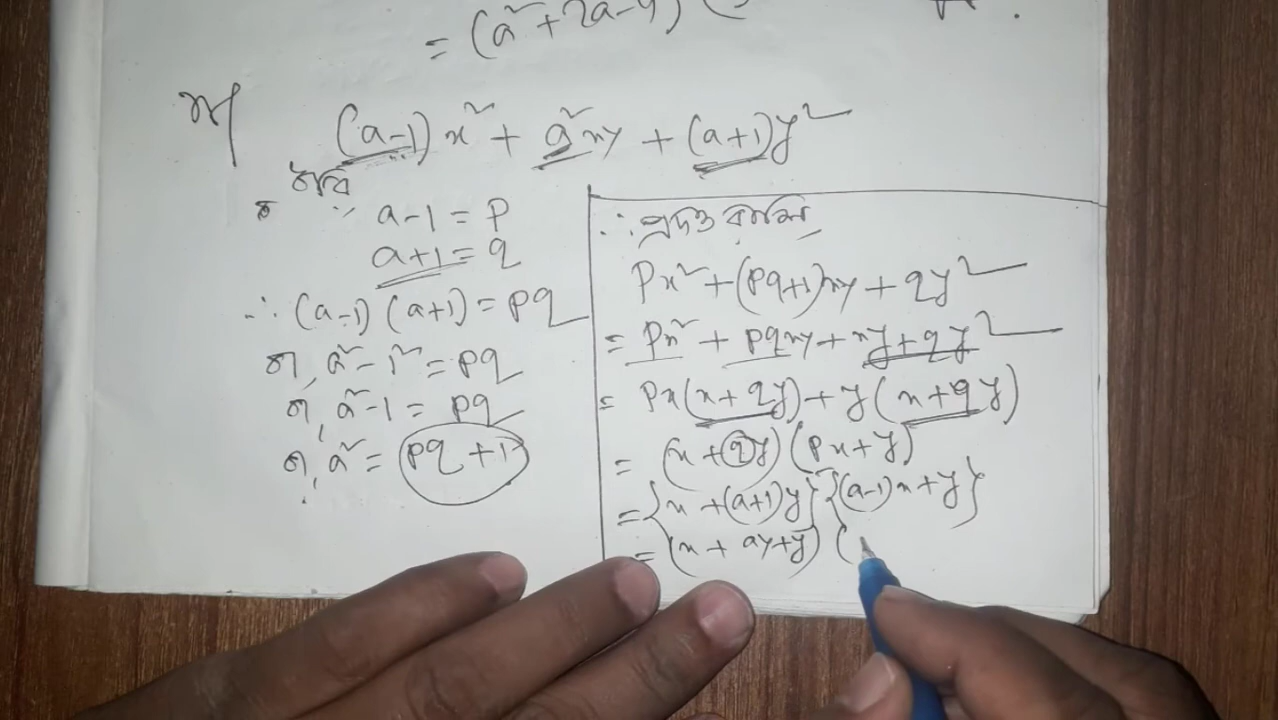 = (a² + 2a - 4) (
(a-1) x² + a²xy + (a+1)y²
ধরি,
a-1 = p
a+1 = q
∴ (a-1) (a+1) = pq
বা, a² - 1² = pq
বা, a² - 1 = pq
বা, a² = pq + 1
∴ প্রদত্ত রাশি
px² + (pq+1)xy + qy²
= px² + pqxy + xy + qy²
= px(x + qy) + y(x + qy)
= (x + qy) (px + y)
= {x + (a+1)y} {(a-1)x + y}
= (x + ay + y) (